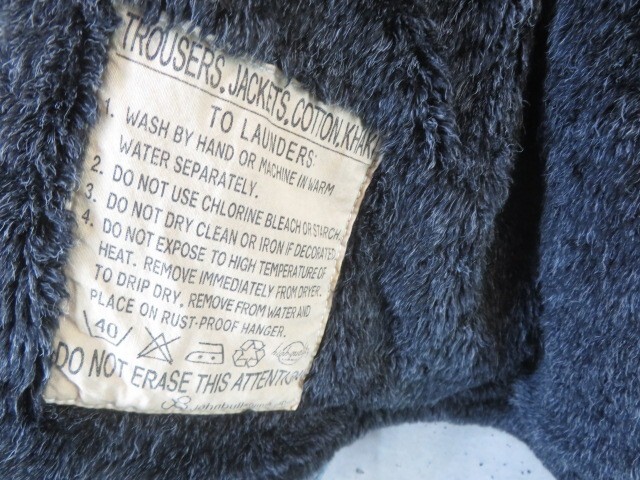 TROUSERS, JACKETS, COTTON, KHAK
TO LAUNDERS:
1. WASH BY HAND OR MACHINE IN WARM
WATER SEPARATELY.
2. DO NOT USE CHLORINE BLEACH OR STARCH.
3. DO NOT DRY CLEAN OR IRON IF DECORATED.
4. DO NOT EXPOSE TO HIGH TEMPERATURE OF
HEAT. REMOVE IMMEDIATELY FROM DRYER.
TO DRIP DRY, REMOVE FROM WATER AND
PLACE ON RUST-PROOF HANGER.
40
DO NOT ERASE THIS ATTENTION
johnbull